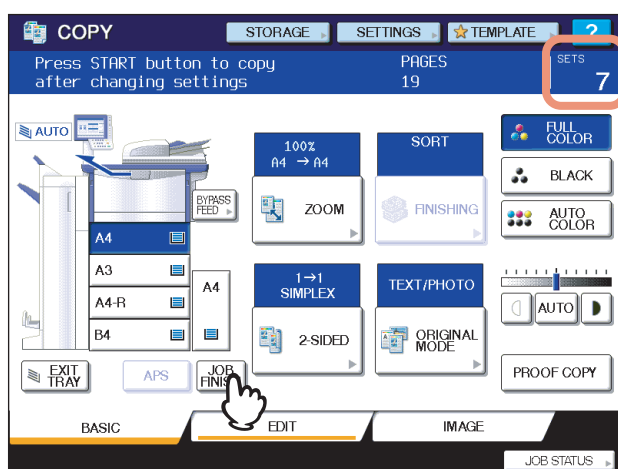 COPY
STORAGE
SETTINGS
TEMPLATE
?
Press START button to copy
after changing settings
PAGES
19
SETS
7
AUTO
100%
A4 → A4
ZOOM
SORT
FINISHING
FULL
COLOR
BLACK
AUTO
COLOR
BYPASS
FEED
A4
A3
A4-R
B4
A4
1→1
SIMPLEX
2-SIDED
TEXT/PHOTO
ORIGINAL
MODE
AUTO
EXIT
TRAY
APS
JOB
FINIS
PROOF COPY
BASIC
EDIT
IMAGE
JOB STATUS